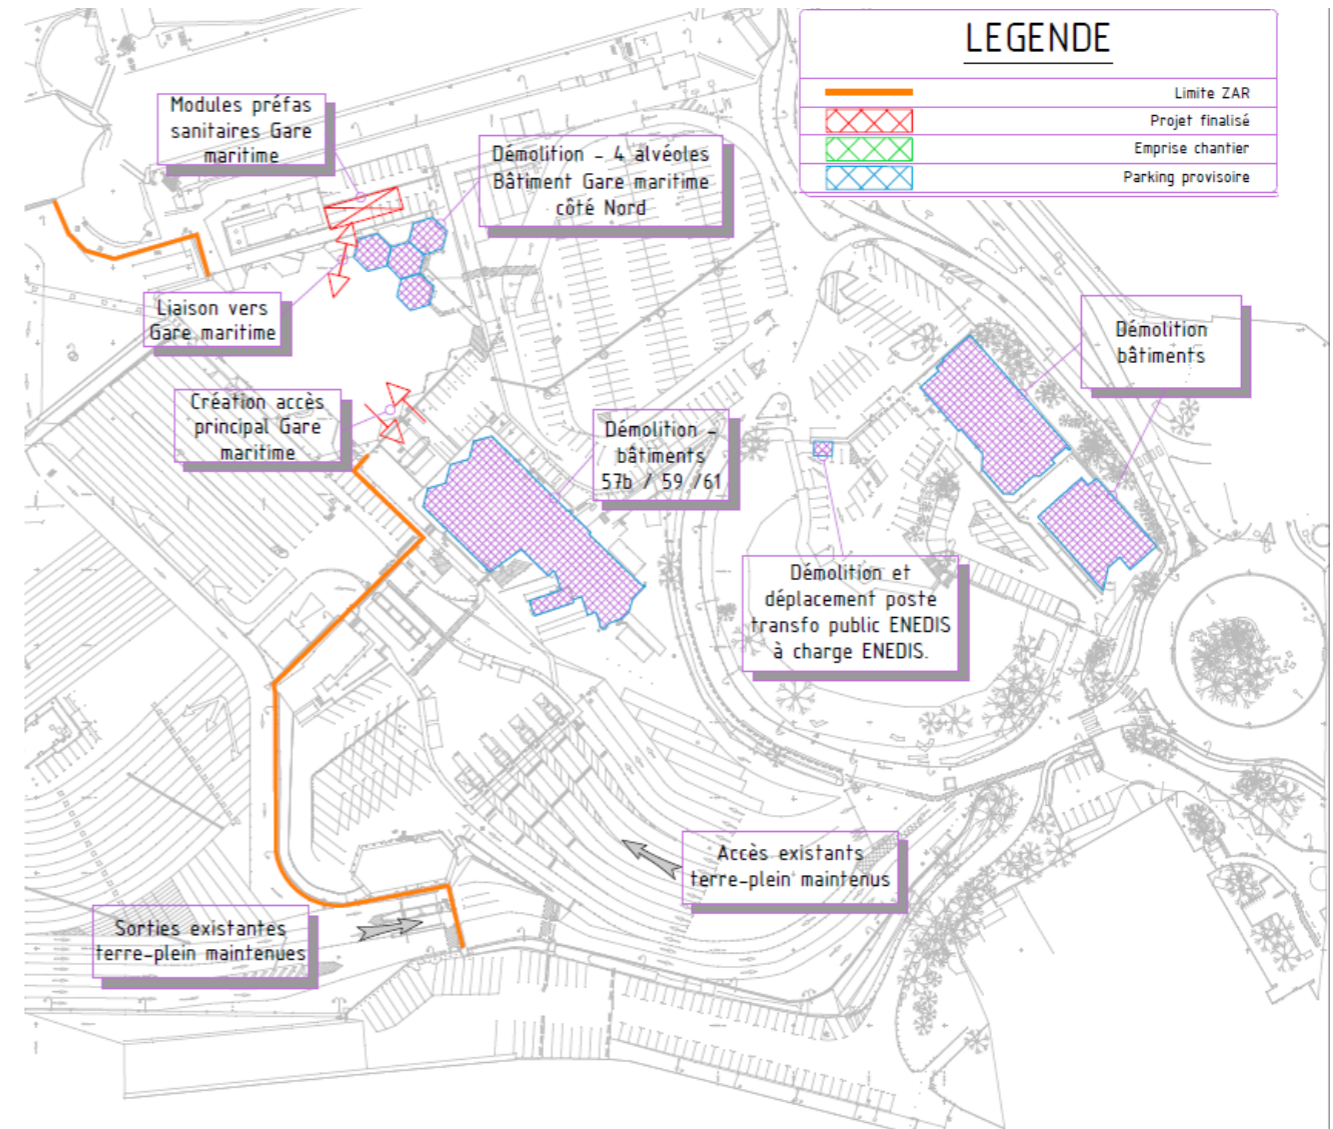 LEGENDE
Limite ZAR
Projet finalisé
Emprise chantier
Parking provisoire
Modules préfas
sanitaires Gare
maritime
Démolition - 4 alvéoles
Bâtiment Gare maritime
côté Nord
Liaison vers
Gare maritime
Démolition
bâtiments
Création accès
principal Gare
maritime
Démolition -
bâtiments
57b / 59 /61
Démolition et
déplacement poste
transfo public ENEDIS
à charge ENEDIS.
Accès existants
terre-plein maintenus
Sorties existantes
terre-plein maintenues